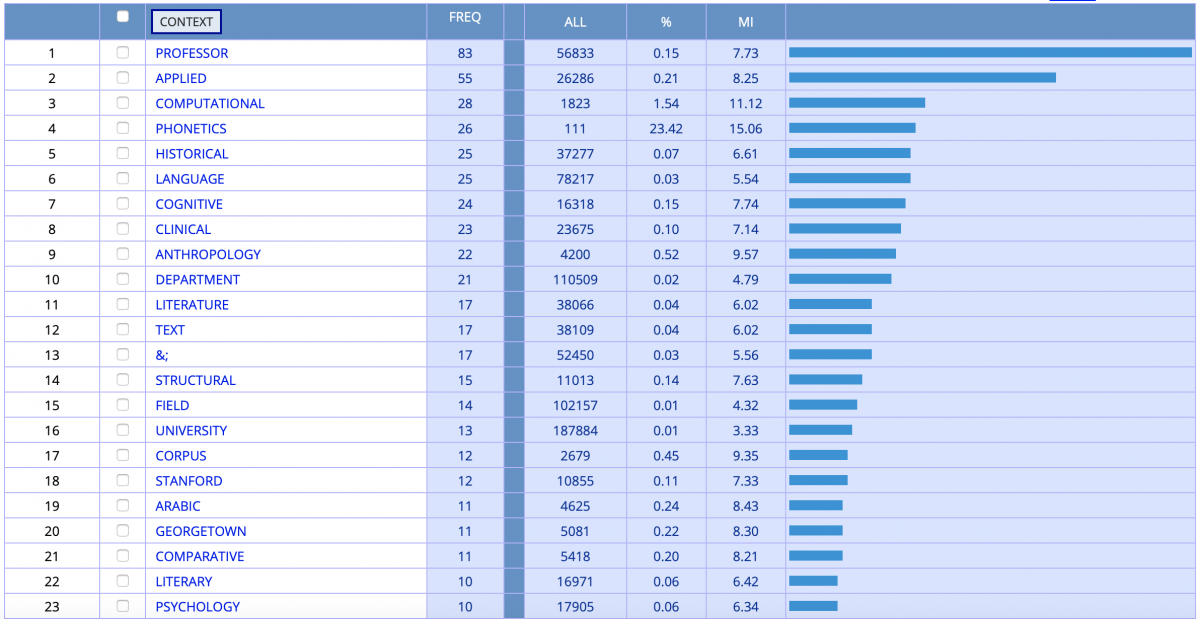 CONTEXT FREQ ALL % MI
1 PROFESSOR 83 56833 0.15 7.73
2 APPLIED 55 26286 0.21 8.25
3 COMPUTATIONAL 28 1823 1.54 11.12
4 PHONETICS 26 111 23.42 15.06
5 HISTORICAL 25 37277 0.07 6.61
6 LANGUAGE 25 78217 0.03 5.54
7 COGNITIVE 24 16318 0.15 7.74
8 CLINICAL 23 23675 0.10 7.14
9 ANTHROPOLOGY 22 4200 0.52 9.57
10 DEPARTMENT 21 110509 0.02 4.79
11 LITERATURE 17 38066 0.04 6.02
12 TEXT 17 38109 0.04 6.02
13 &; 17 52450 0.03 5.56
14 STRUCTURAL 15 11013 0.14 7.63
15 FIELD 14 102157 0.01 4.32
16 UNIVERSITY 13 187884 0.01 3.33
17 CORPUS 12 2679 0.45 9.35
18 STANFORD 12 10855 0.11 7.33
19 ARABIC 11 4625 0.24 8.43
20 GEORGETOWN 11 5081 0.22 8.30
21 COMPARATIVE 11 5418 0.20 8.21
22 LITERARY 10 16971 0.06 6.42
23 PSYCHOLOGY 10 17905 0.06 6.34